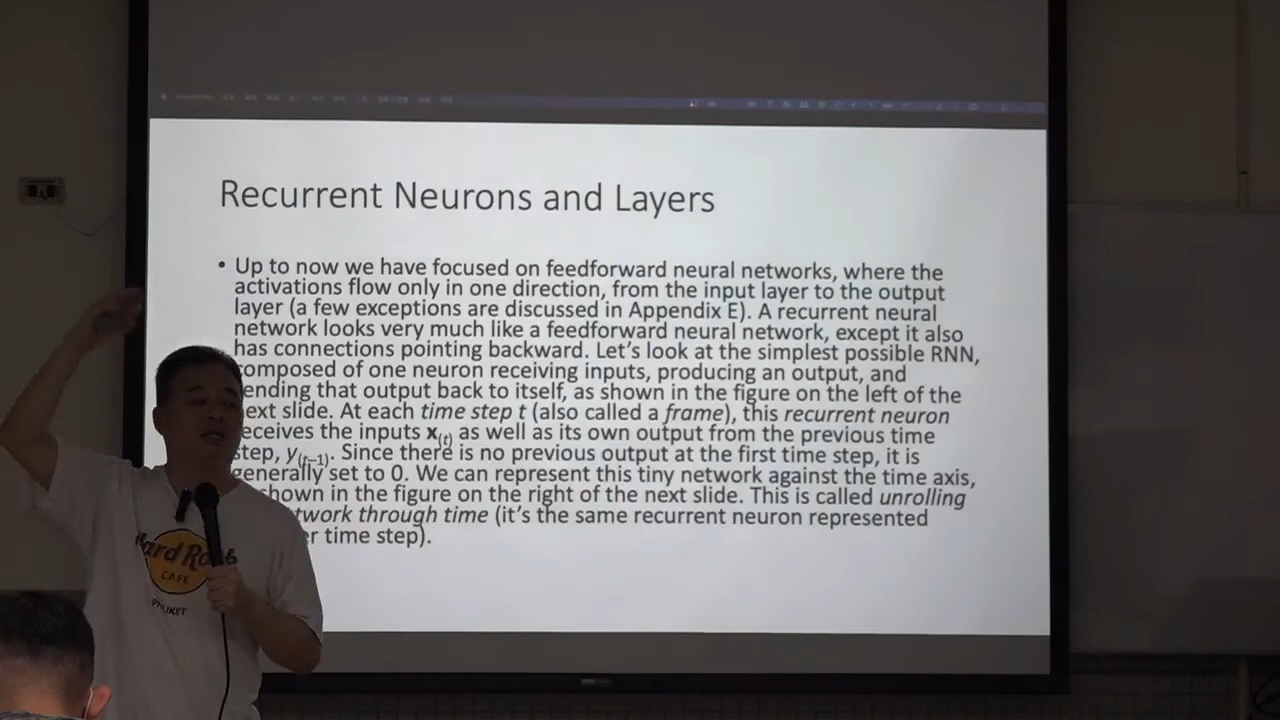 Recurrent Neurons and Layers
• Up to now we have focused on feedforward neural networks, where the
activations flow only in one direction, from the input layer to the output
layer (a few exceptions are discussed in Appendix E). A recurrent neural
network looks very much like a feedforward neural network, except it also
has connections pointing backward. Let's look at the simplest possible RNN,
composed of one neuron receiving inputs, producing an output, and
ending that output back to itself, as shown in the figure on the left of the
ext slide. At each time step t (also called a frame), this recurrent neuron
eceives the inputs x(t) as well as its own output from the previous time
step, y(t–1). Since there is no previous output at the first time step, it is
generally set to 0. We can represent this tiny network against the time axis,
shown in the figure on the right of the next slide. This is called unrolling
twork through time (it's the same recurrent neuron represented
r time step).
Hard Rock
CAFE
PHUKET